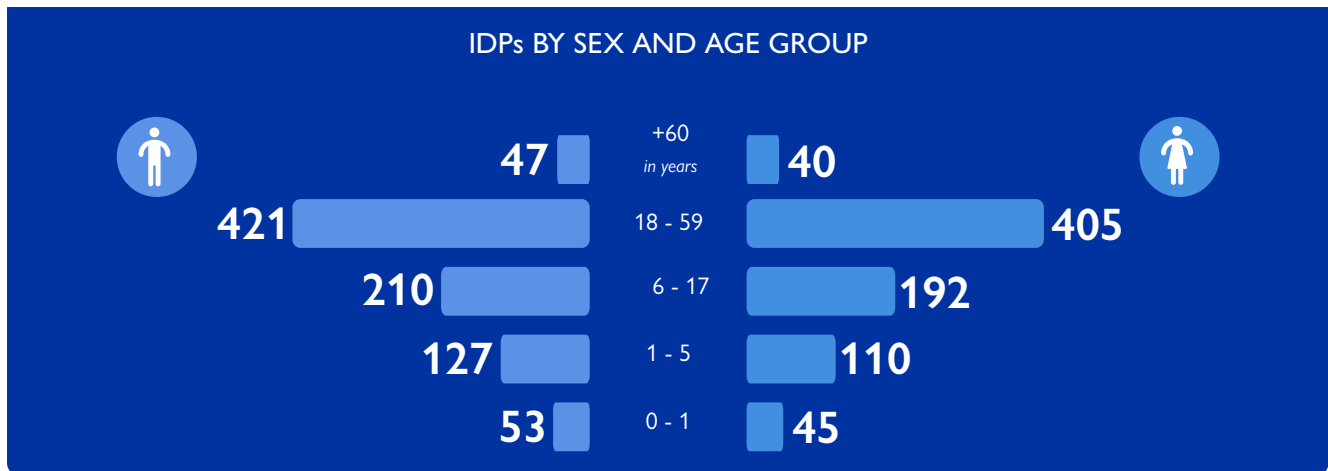 IDPs BY SEX AND AGE GROUP
47 +60 40
in years
421 18 - 59 405
210 6 - 17 192
127 1 - 5 110
53 0 - 1 45